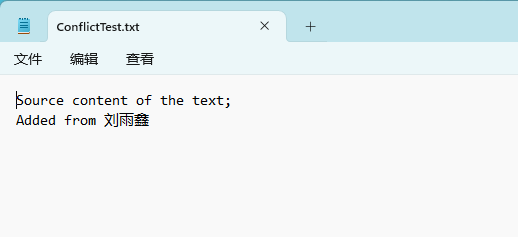 ConflictTest.txt
文件 编辑 查看
Source content of the text;
Added from 刘雨鑫